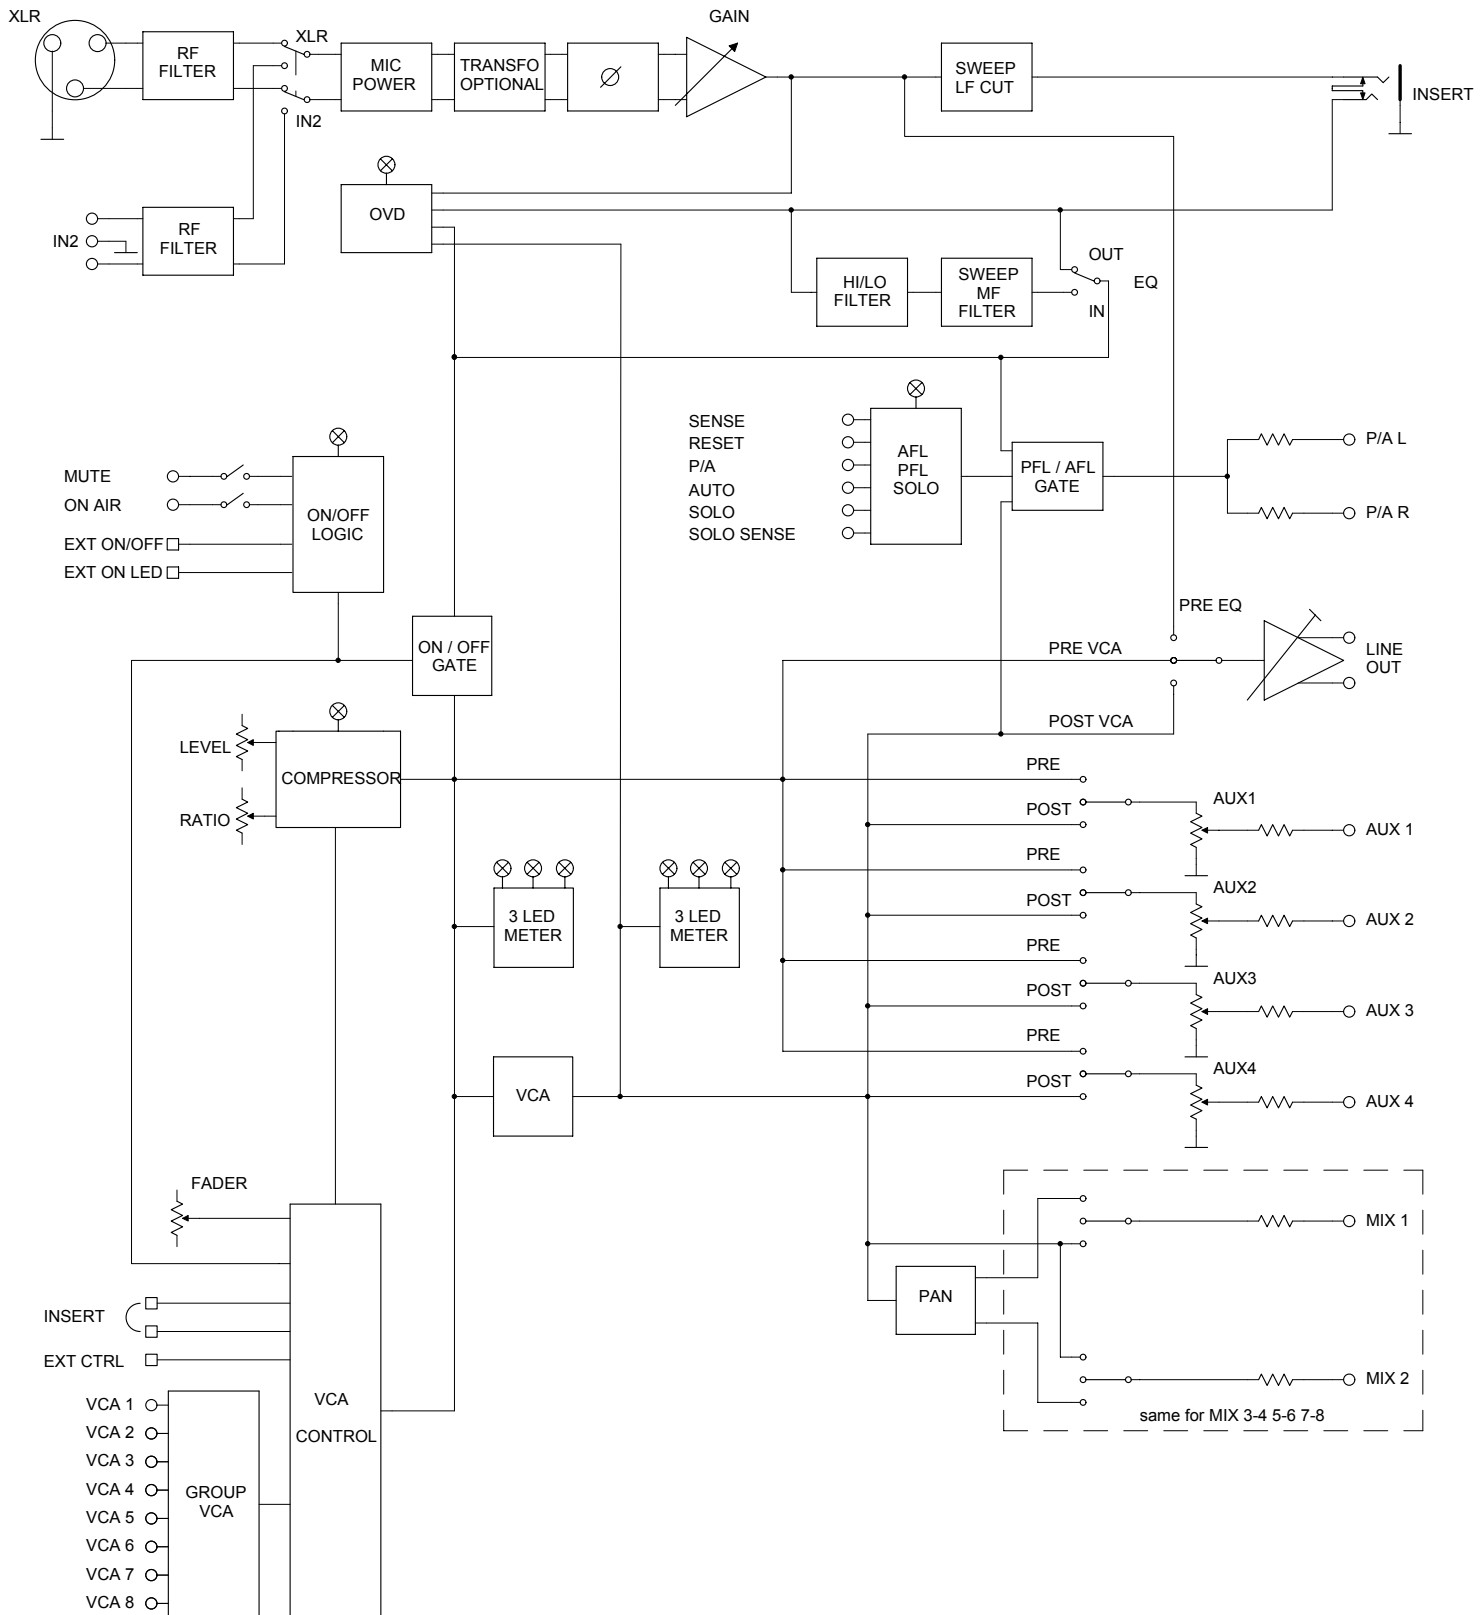 XLR
RF
FILTER
XLR
IN2
MIC
POWER
TRANSFO
OPTIONAL
Ø
GAIN
SWEEP
LF CUT
INSERT
OVD
IN2
RF
FILTER
HI/LO
FILTER
SWEEP
MF
FILTER
OUT
EQ
IN
MUTE
ON AIR
EXT ON/OFF
EXT ON LED
ON/OFF
LOGIC
SENSE
RESET
P/A
AUTO
SOLO
SOLO SENSE
AFL
PFL
SOLO
PFL / AFL
GATE
P/A L
P/A R
ON / OFF
GATE
PRE EQ
PRE VCA
POST VCA
LINE
OUT
LEVEL
RATIO
COMPRESSOR
3 LED
METER
3 LED
METER
PRE
POST
AUX1
AUX 1
PRE
POST
AUX2
AUX 2
PRE
POST
AUX3
AUX 3
PRE
POST
AUX4
AUX 4
VCA
FADER
INSERT
EXT CTRL
VCA
CONTROL
VCA 1
VCA 2
VCA 3
VCA 4
VCA 5
VCA 6
VCA 7
VCA 8
GROUP
VCA
PAN
MIX 1
MIX 2
same for MIX 3-4 5-6 7-8